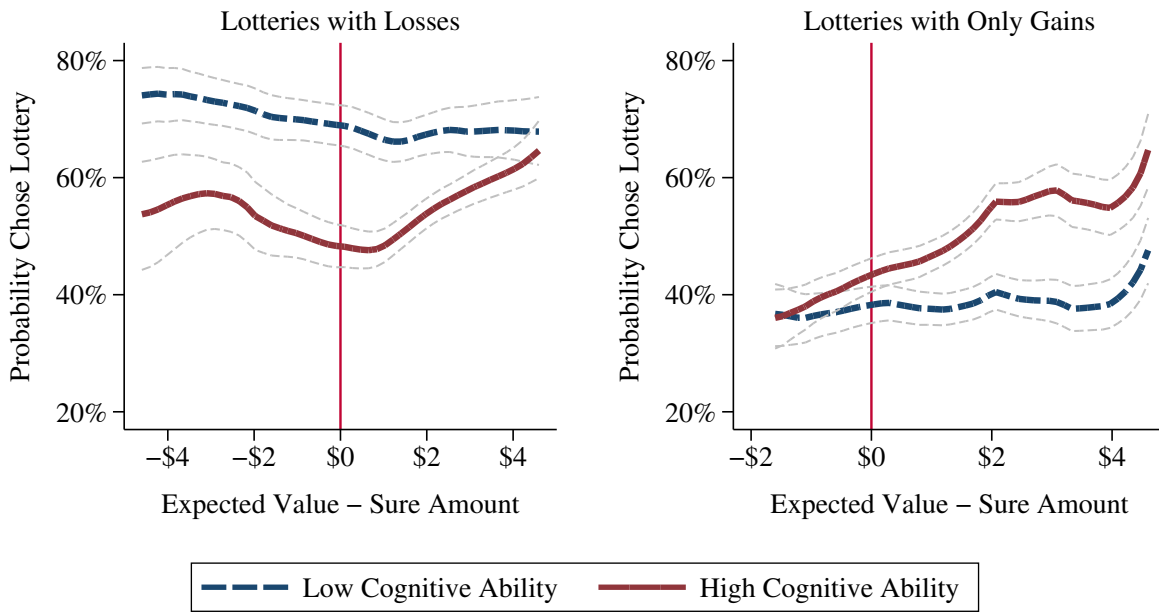 Lotteries with Losses
80%
60%
40%
20%
Probability Chose Lottery
−$4 −$2 $0 $2 $4
Expected Value − Sure Amount
Lotteries with Only Gains
80%
60%
40%
20%
Probability Chose Lottery
−$2 $0 $2 $4
Expected Value − Sure Amount
Low Cognitive Ability High Cognitive Ability